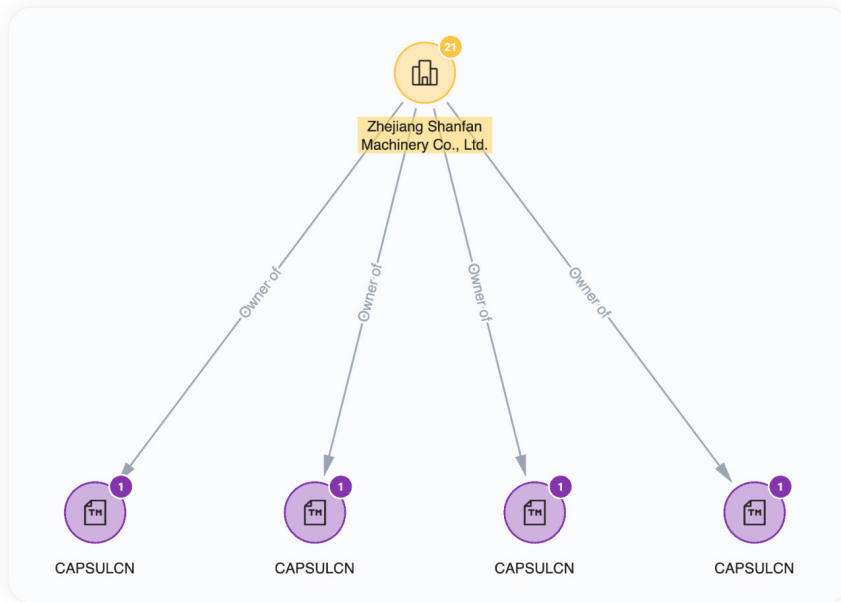 21
Zhejiang Shanfan
Machinery Co., Ltd.
Owner of
Owner of
Owner of
Owner of
1
1
1
1
TM
TM
TM
TM
CAPSULCN
CAPSULCN
CAPSULCN
CAPSULCN